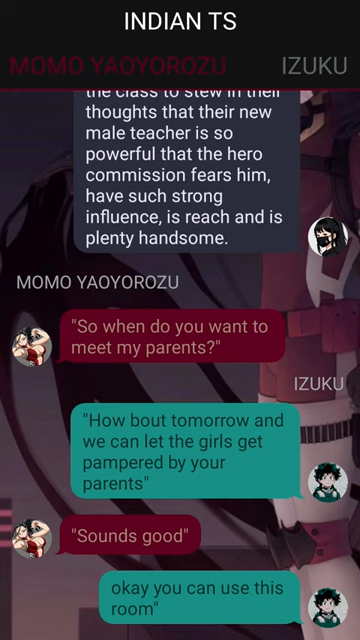 INDIAN TS
MOMO YAOYOROZU
IZUKU
the class to stew in their
thoughts that their new
male teacher is so
powerful that the hero
commission fears him,
have such strong
influence, is reach and is
plenty handsome.
MOMO YAOYOROZU
"So when do you want to
meet my parents?"
IZUKU
"How bout tomorrow and
we can let the girls get
pampered by your
parents"
"Sounds good"
okay you can use this
room"